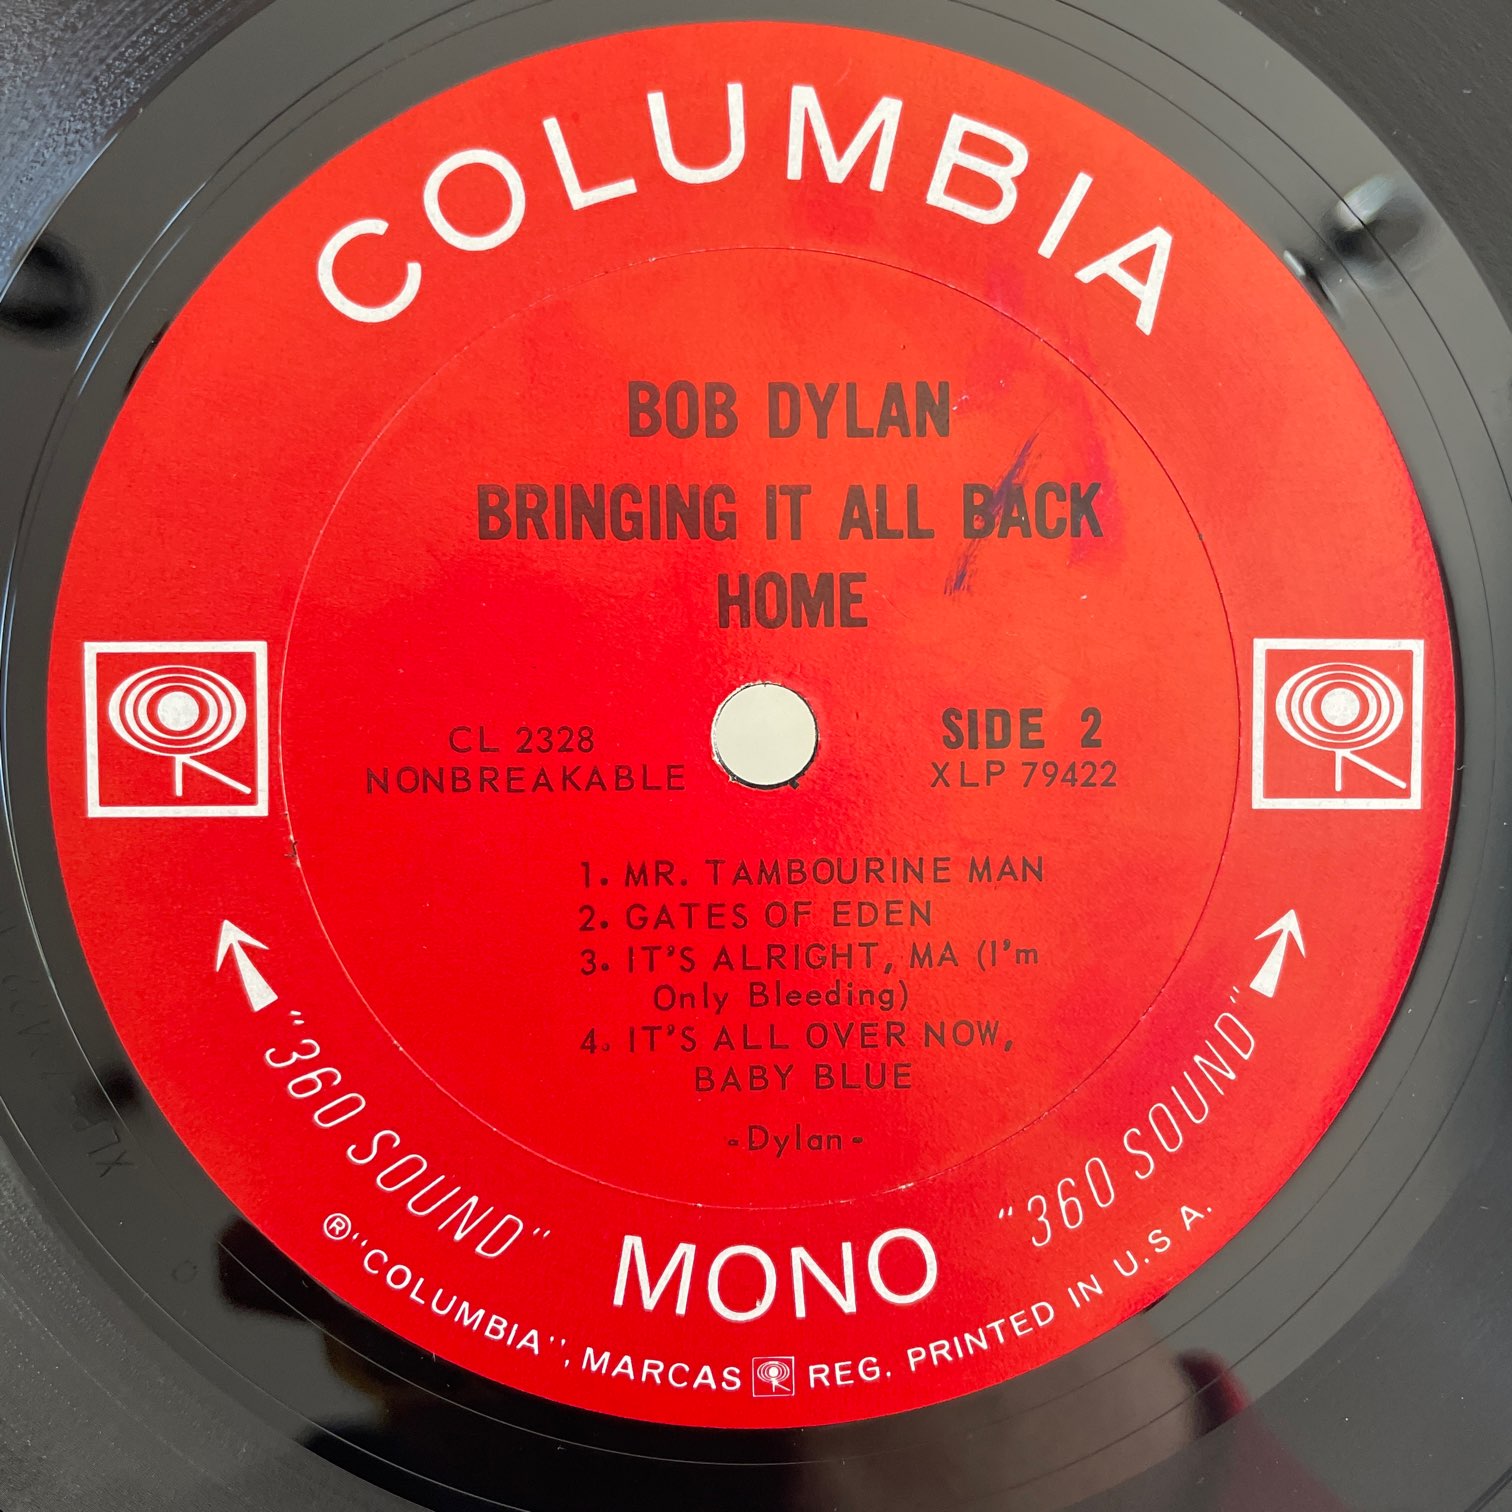 COLUMBIA
BOB DYLAN
BRINGING IT ALL BACK
HOME
CL 2328
NONBREAKABLE
SIDE 2
XLP 79422
1. MR. TAMBOURINE MAN
2. GATES OF EDEN
3. IT'S ALRIGHT, MA (I'm
Only Bleeding)
4. IT'S ALL OVER NOW,
BABY BLUE
-Dylan-
"360 SOUND"
MONO
"360 SOUND"
®"COLUMBIA", MARCAS REG. PRINTED IN U.S A.
XLP